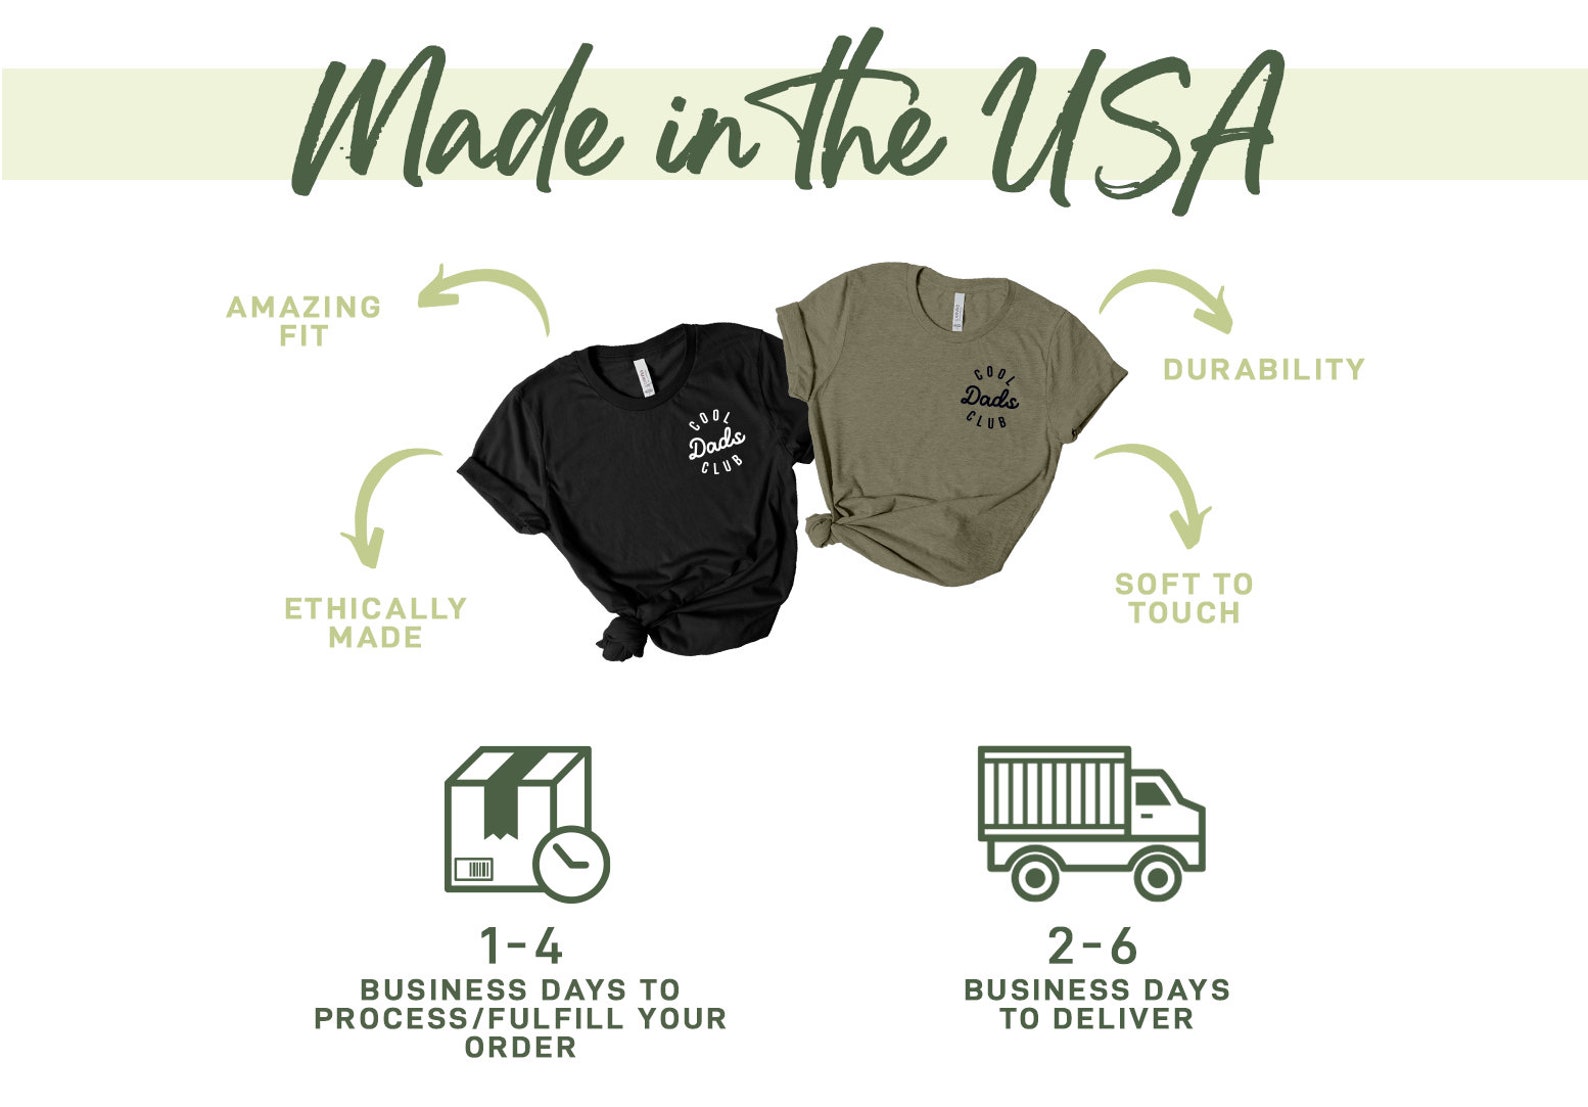 Made in the USA
AMAZING
FIT
DURABILITY
COOL
Dads
CLUB
COOL
Dads
CLUB
ETHICALLY
MADE
SOFT TO
TOUCH
1-4
BUSINESS DAYS TO
PROCESS/FULFILL YOUR
ORDER
2-6
BUSINESS DAYS
TO DELIVER